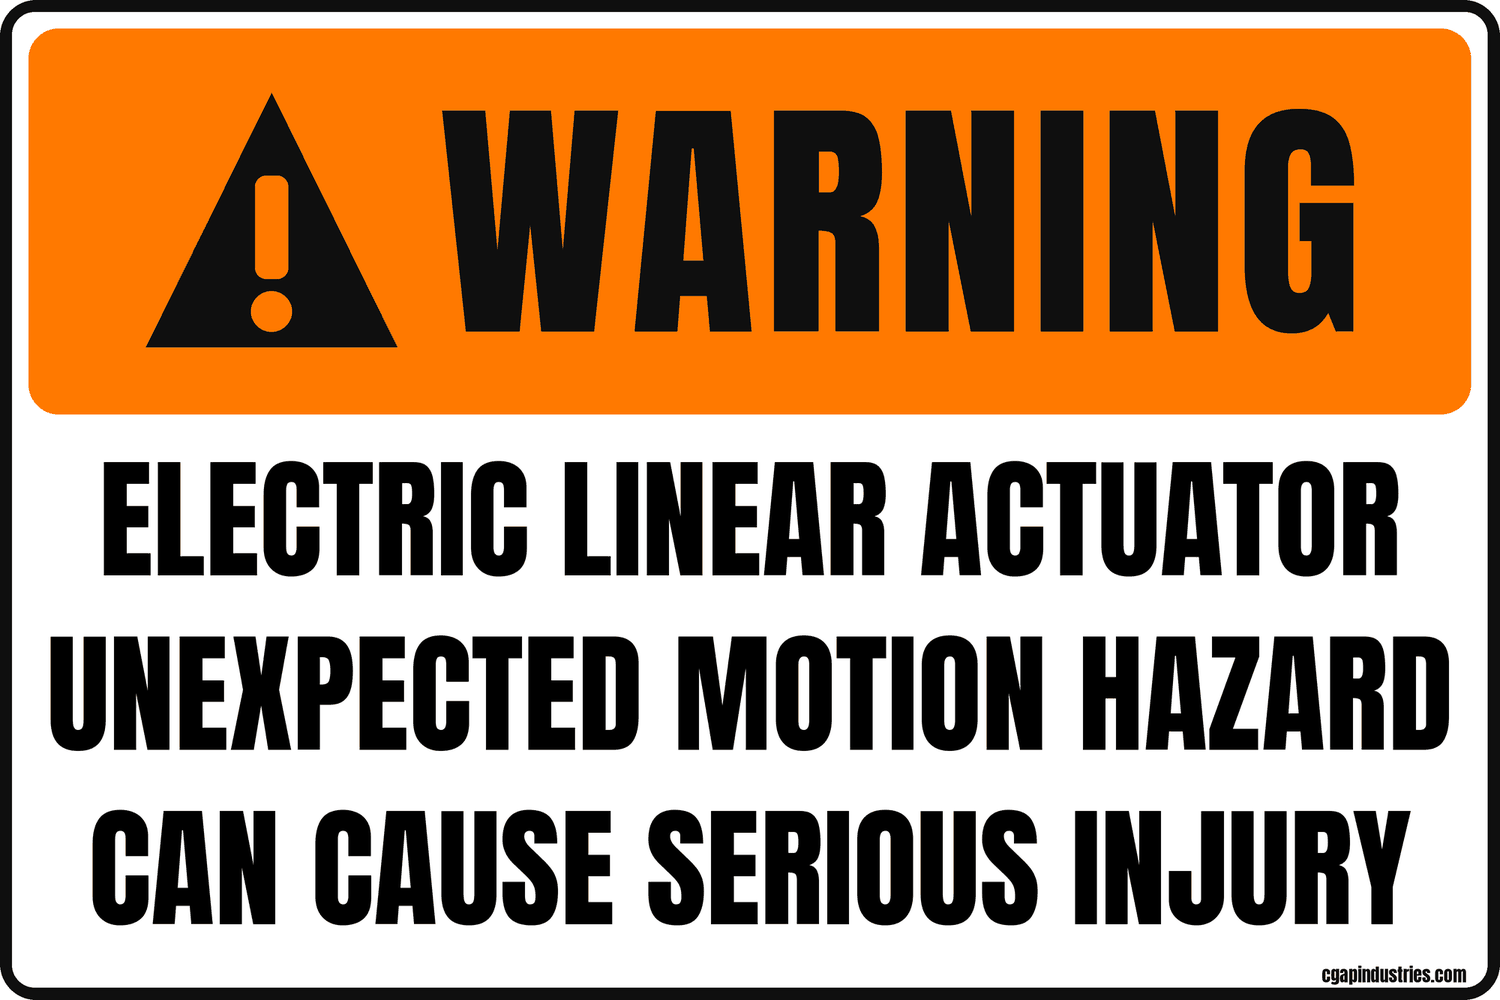 WARNING
ELECTRIC LINEAR ACTUATOR
UNEXPECTED MOTION HAZARD
CAN CAUSE SERIOUS INJURY
cgapindustries.com